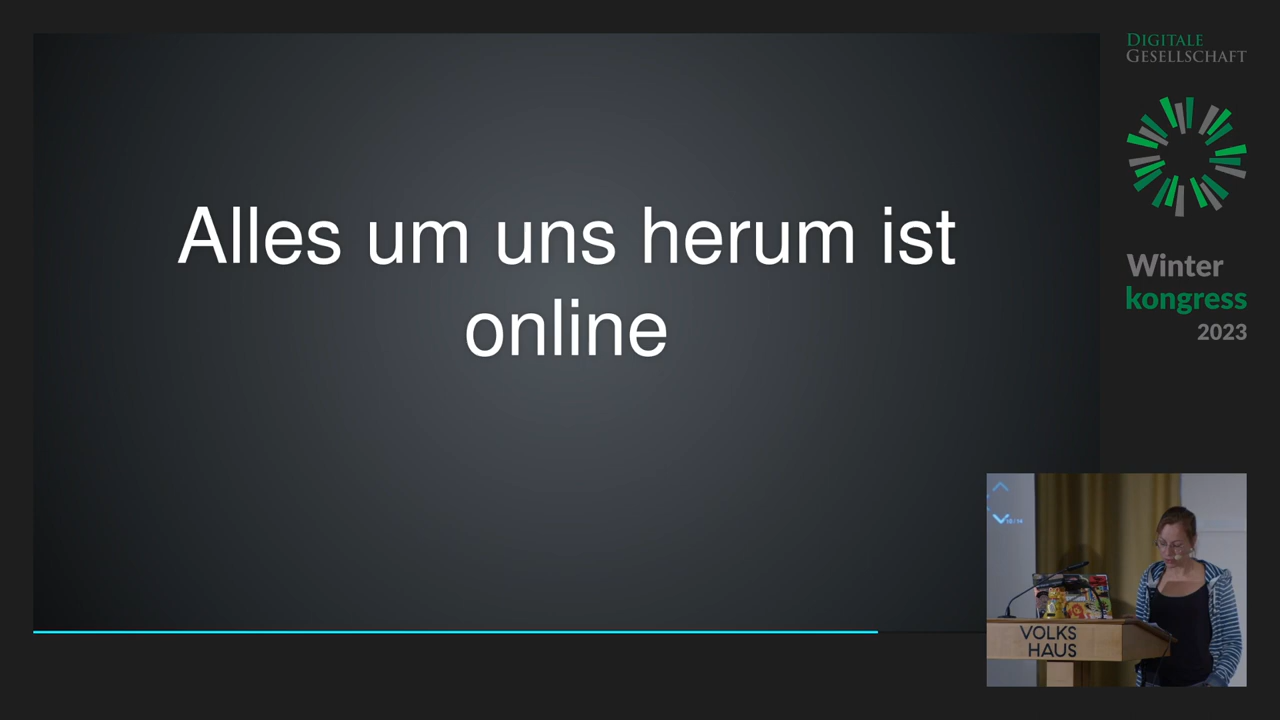 Alles um uns herum ist
online
DIGITALE
GESELLSCHAFT
Winter
kongress
2023
VOLKS
HAUS